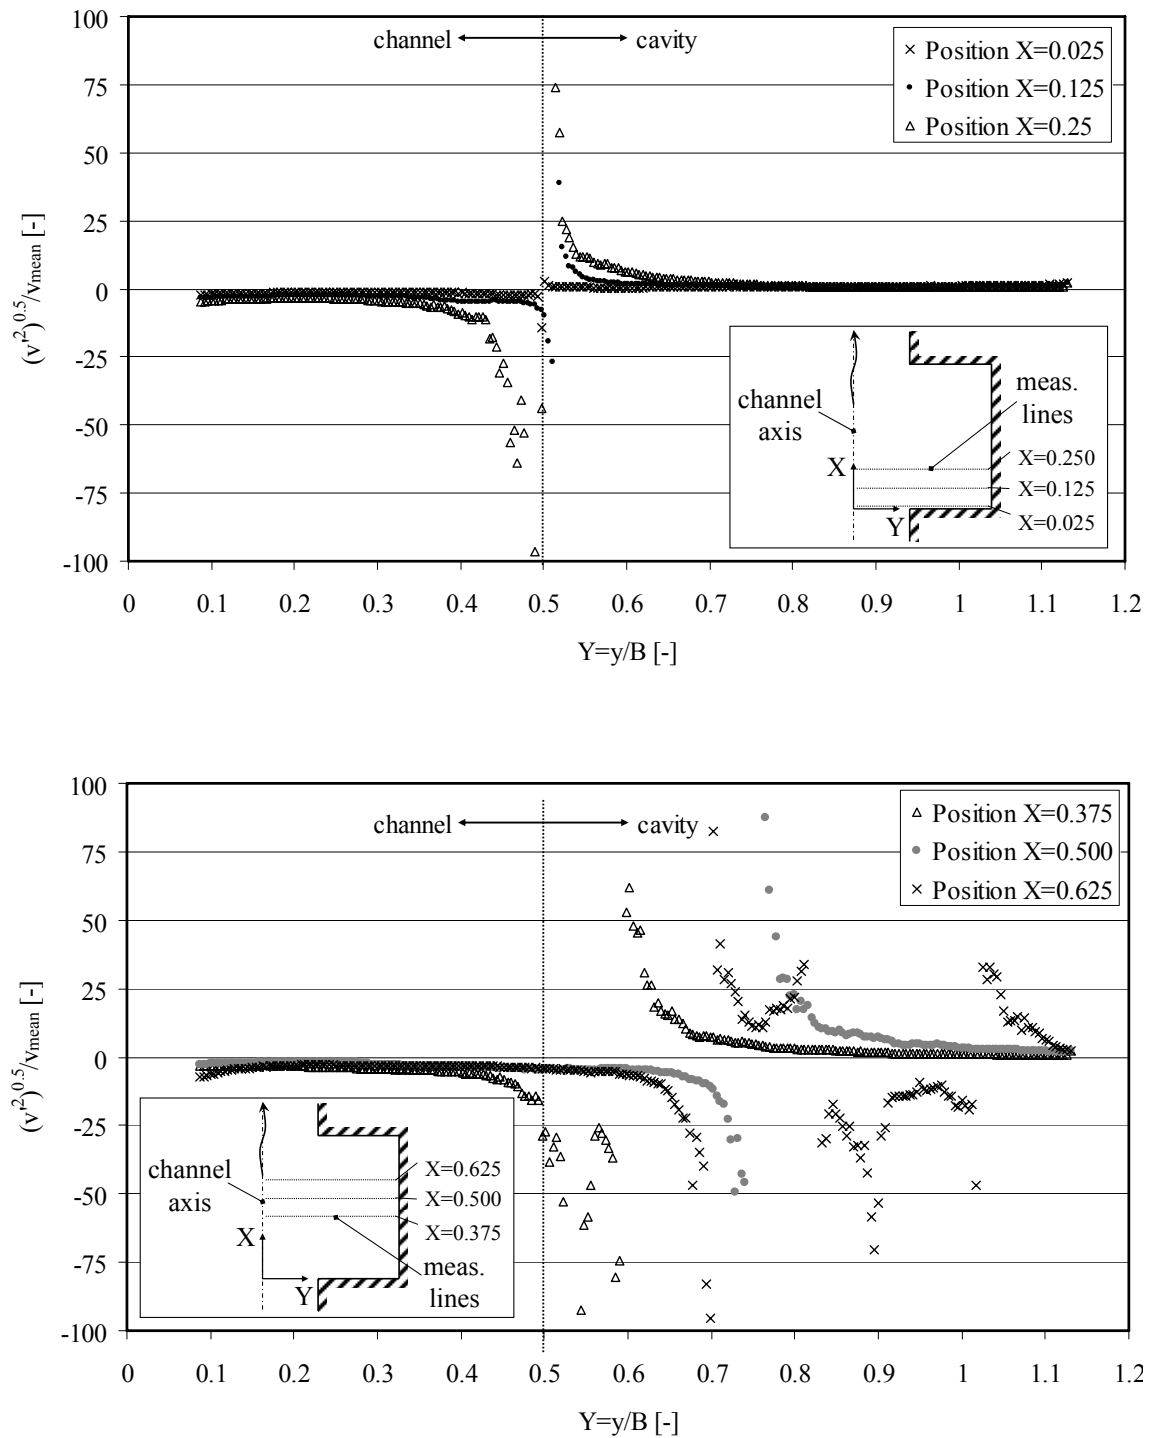 100
75
50
25
0
-25
-50
-75
-100
(v'²)⁰·⁵/vmean [-]
channel
cavity
× Position X=0.025
• Position X=0.125
△ Position X=0.25
channel
axis
meas.
lines
X
Y
X=0.250
X=0.125
X=0.025
0 0.1 0.2 0.3 0.4 0.5 0.6 0.7 0.8 0.9 1 1.1 1.2
Y=y/B [-]
100
75
50
25
0
-25
-50
-75
-100
(v'²)⁰·⁵/vmean [-]
channel
cavity
△ Position X=0.375
● Position X=0.500
× Position X=0.625
channel
axis
X
Y
X=0.625
X=0.500
X=0.375
meas.
lines
0 0.1 0.2 0.3 0.4 0.5 0.6 0.7 0.8 0.9 1 1.1 1.2
Y=y/B [-]